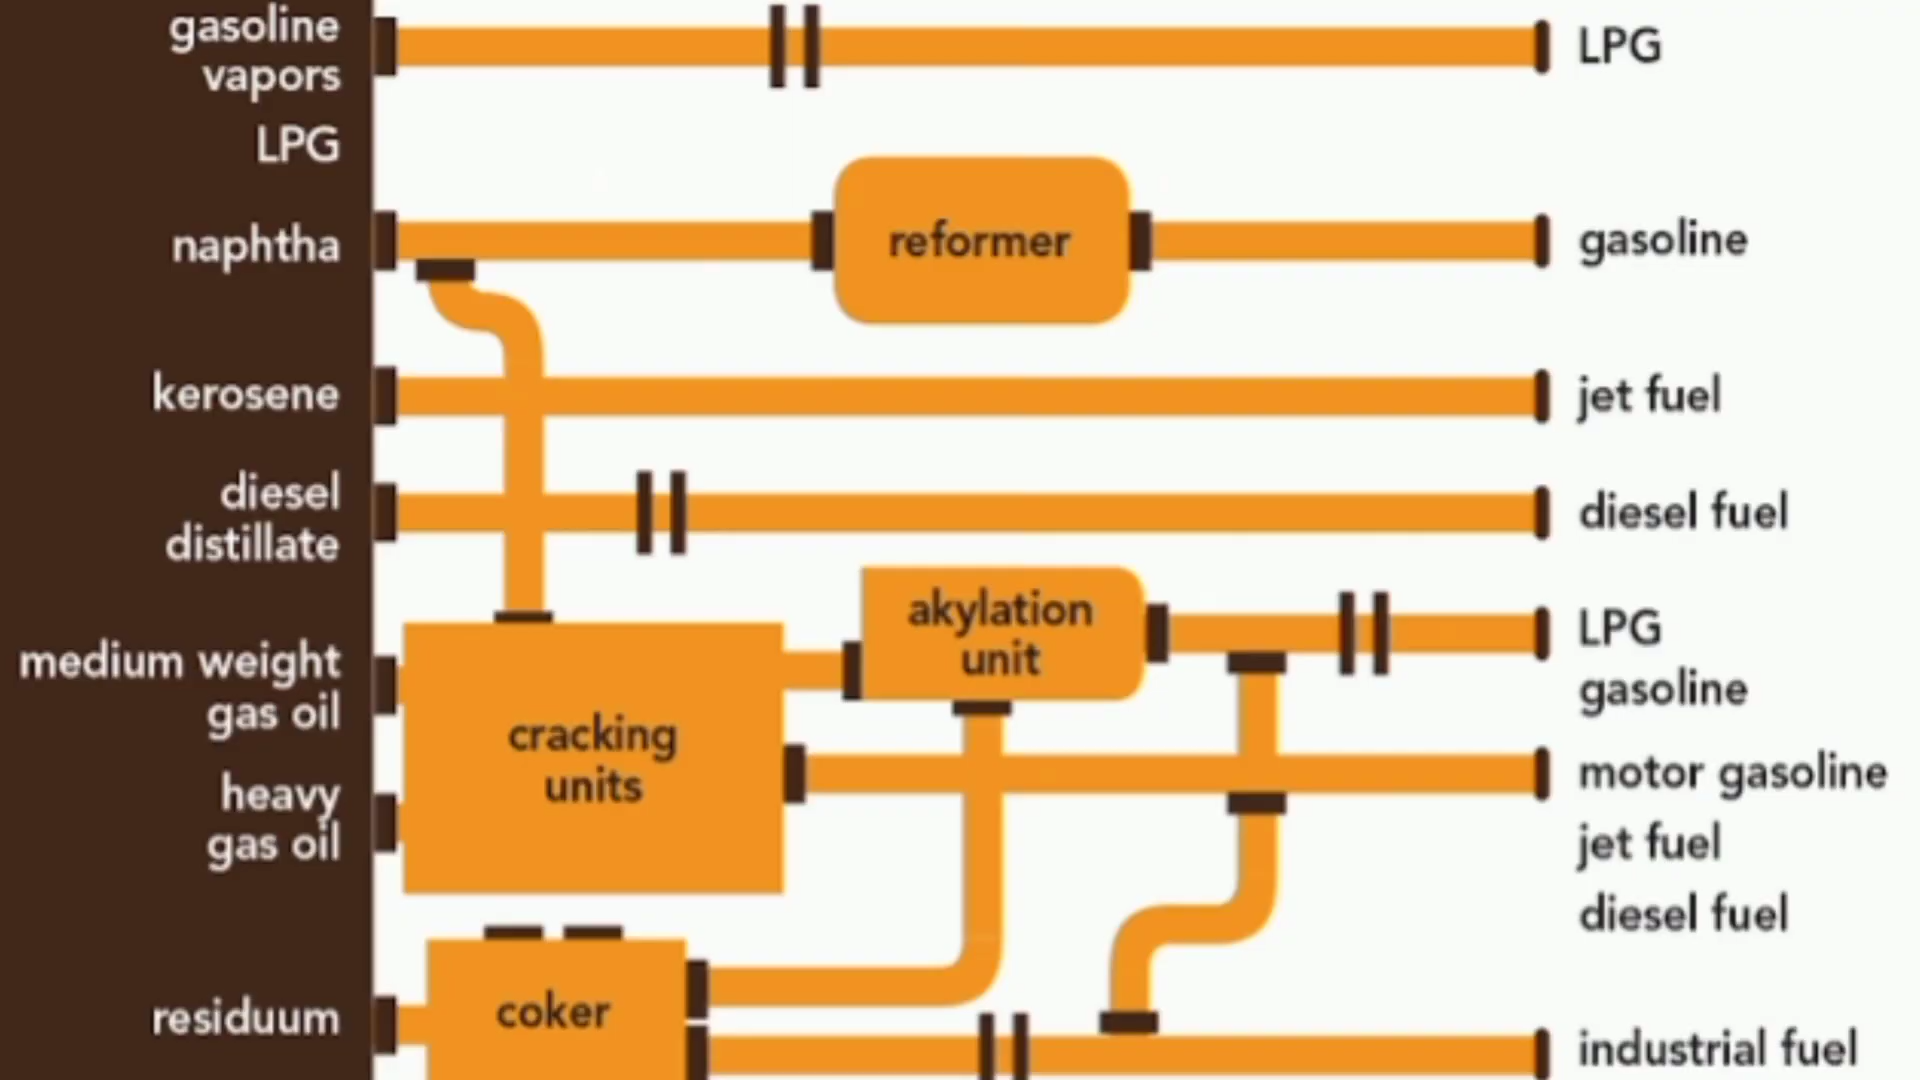 gasoline
vapors
LPG
LPG
naphtha
reformer
gasoline
kerosene
jet fuel
diesel
distillate
diesel fuel
akylation
unit
LPG
gasoline
medium weight
gas oil
cracking
units
motor gasoline
heavy
gas oil
jet fuel
diesel fuel
residuum
coker
industrial fuel